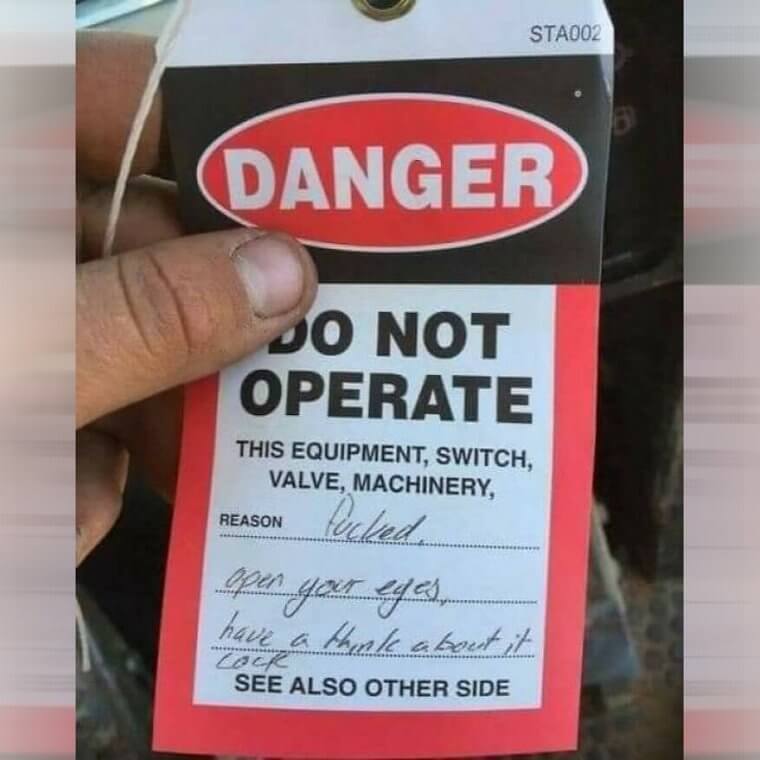 STA002
DANGER
DO NOT
OPERATE
THIS EQUIPMENT, SWITCH,
VALVE, MACHINERY,
REASON fucked,
open your eyes,
have a think about it
cock
SEE ALSO OTHER SIDE